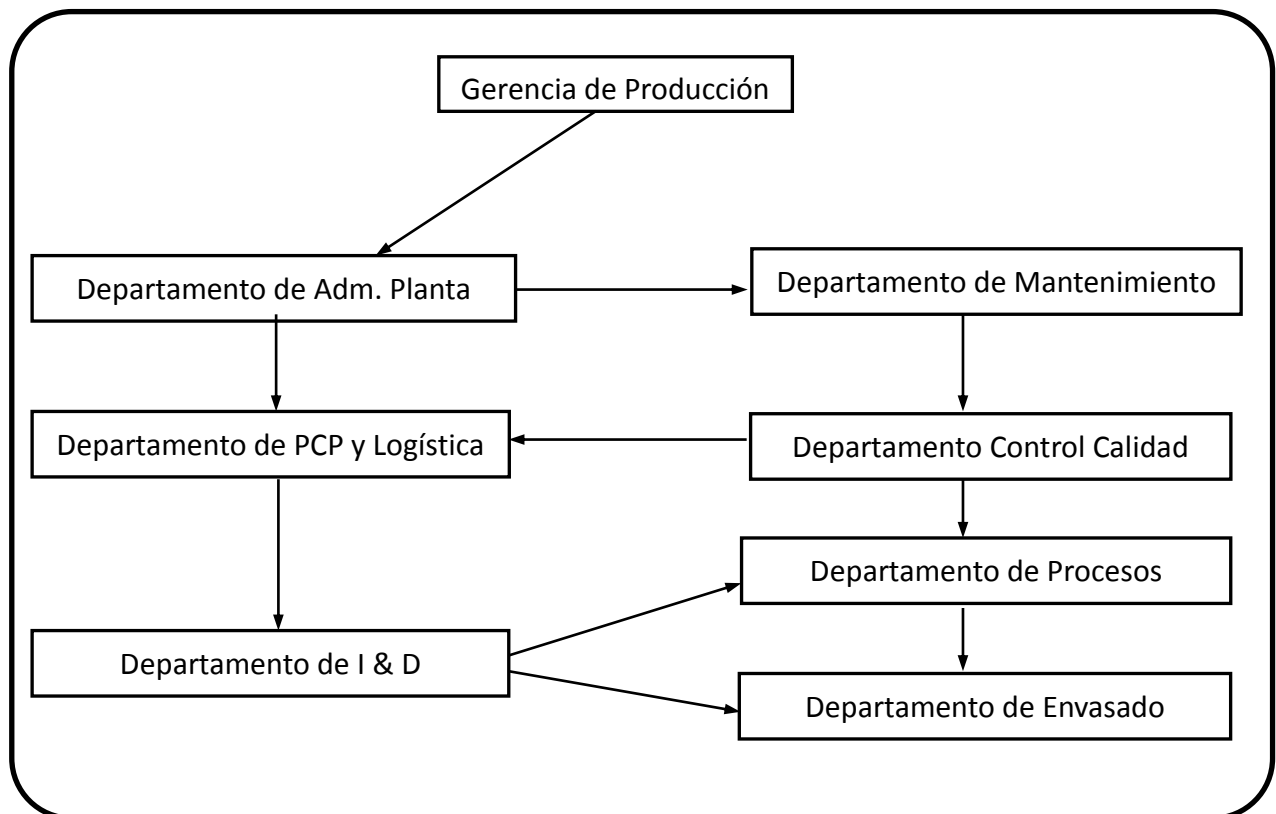 Gerencia de Producción
Departamento de Adm. Planta
Departamento de Mantenimiento
Departamento de PCP y Logística
Departamento Control Calidad
Departamento de Procesos
Departamento de I & D
Departamento de Envasado